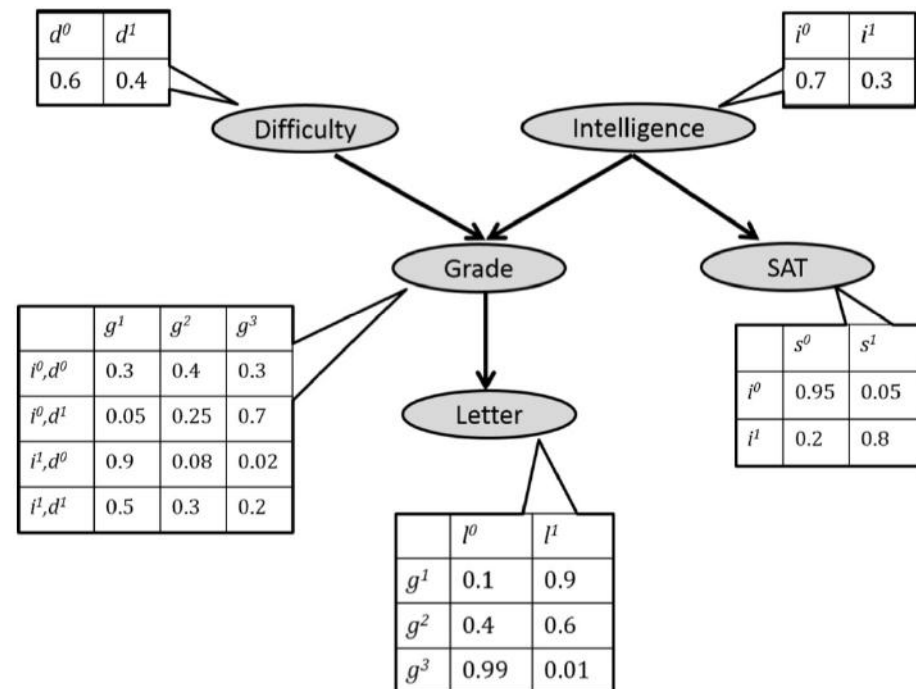 d⁰ d¹
0.6 0.4
i⁰ i¹
0.7 0.3
Difficulty
Intelligence
Grade
SAT
g¹ g² g³
i⁰,d⁰ 0.3 0.4 0.3
i⁰,d¹ 0.05 0.25 0.7
i¹,d⁰ 0.9 0.08 0.02
i¹,d¹ 0.5 0.3 0.2
s⁰ s¹
i⁰ 0.95 0.05
i¹ 0.2 0.8
Letter
l⁰ l¹
g¹ 0.1 0.9
g² 0.4 0.6
g³ 0.99 0.01